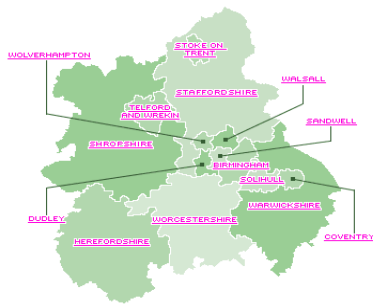 STOKE ON
TRENT
WOLVERHAMPTON
WALSALL
STAFFORDSHIRE
TELFORD
AND WREKIN
SANDWELL
SHROPSHIRE
BIRMINGHAM
SOLIHULL
WARWICKSHIRE
DUDLEY
WORCESTERSHIRE
COVENTRY
HEREFORDSHIRE